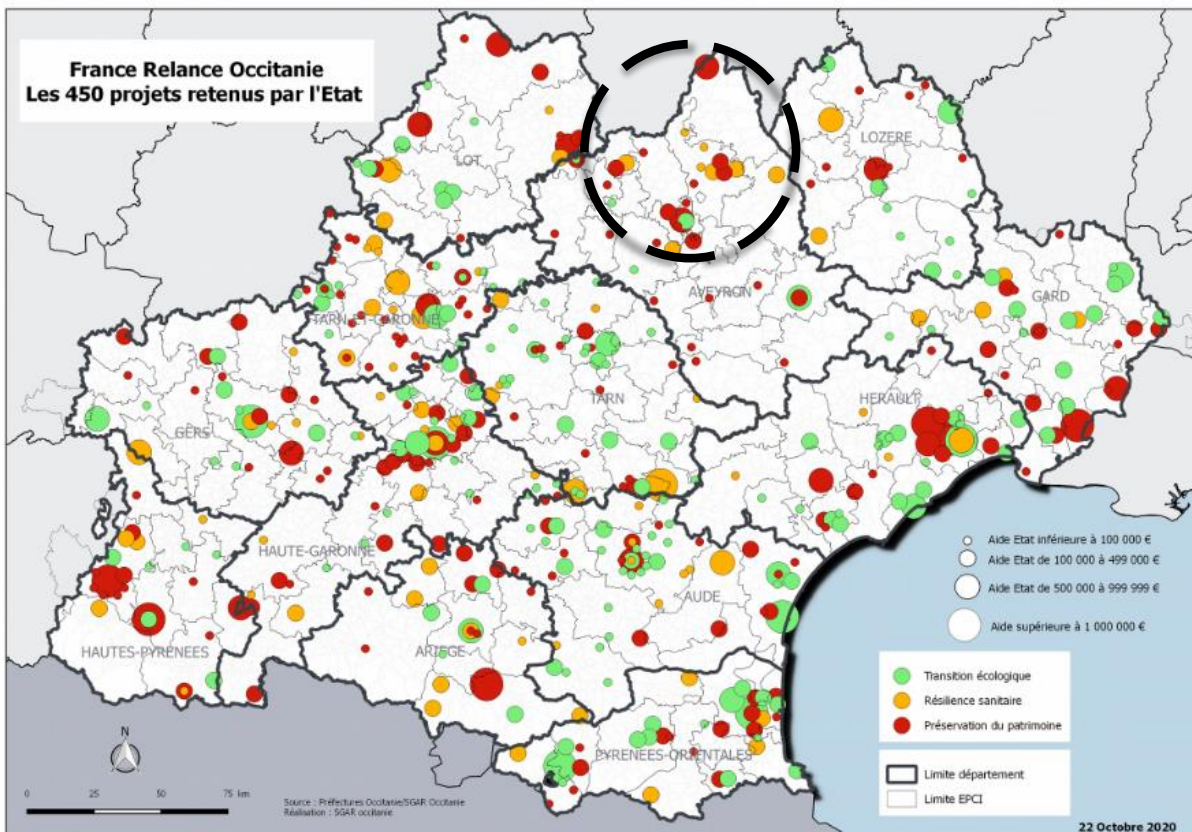 France Relance Occitanie
Les 450 projets retenus par l'Etat
LOT
LOZERE
AVEYRON
GARD
TARN-ET-GARONNE
TARN
HERAULT
GERS
HAUTE-GARONNE
AUDE
HAUTES-PYRENEES
ARIEGE
PYRENEES-ORIENTALES
Aide Etat inférieure à 100 000 €
Aide Etat de 100 000 à 499 000 €
Aide Etat de 500 000 à 999 999 €
Aide supérieure à 1 000 000 €
Transition écologique
Résilience sanitaire
Préservation du patrimoine
Limite département
Limite EPCI
N
0 25 50 75 km
Source : Préfectures Occitanie/SGAR Occitanie
Réalisation : SGAR occitanie
22 Octobre 2020